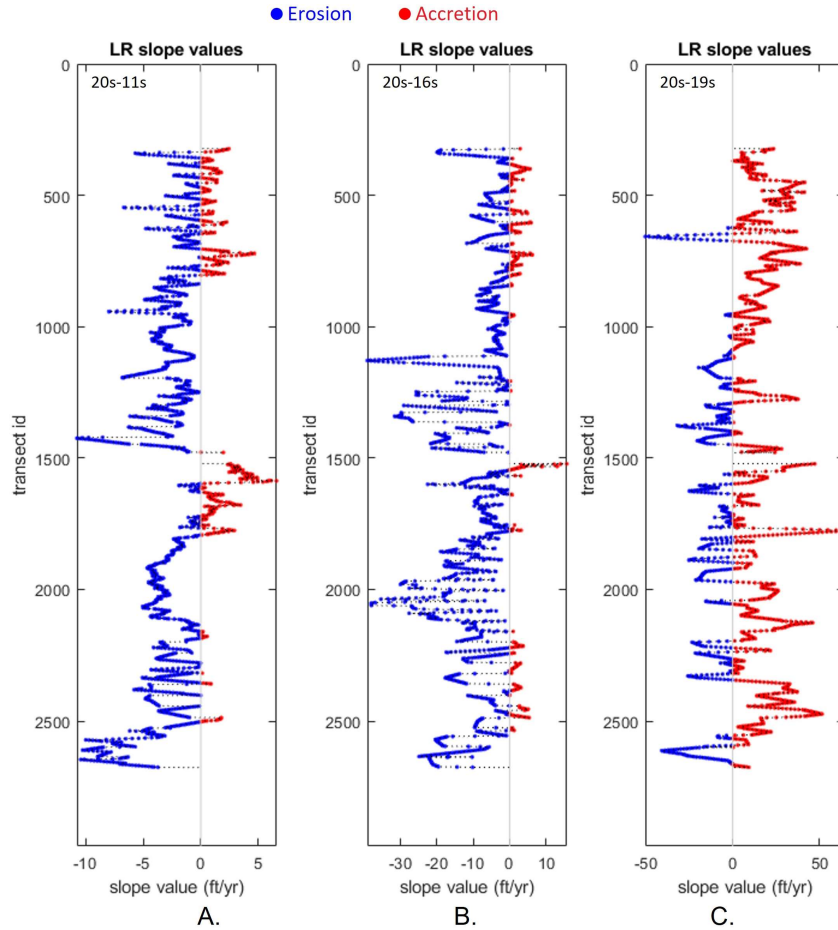 Erosion Accretion
LR slope values LR slope values LR slope values
20s-11s 20s-16s 20s-19s
0 0 0
500 500 500
1000 1000 1000
1500 1500 1500
2000 2000 2000
2500 2500 2500
transect id transect id transect id
-10 -5 0 5 -30 -20 -10 0 10 -50 0 50
slope value (ft/yr) slope value (ft/yr) slope value (ft/yr)
A. B. C.